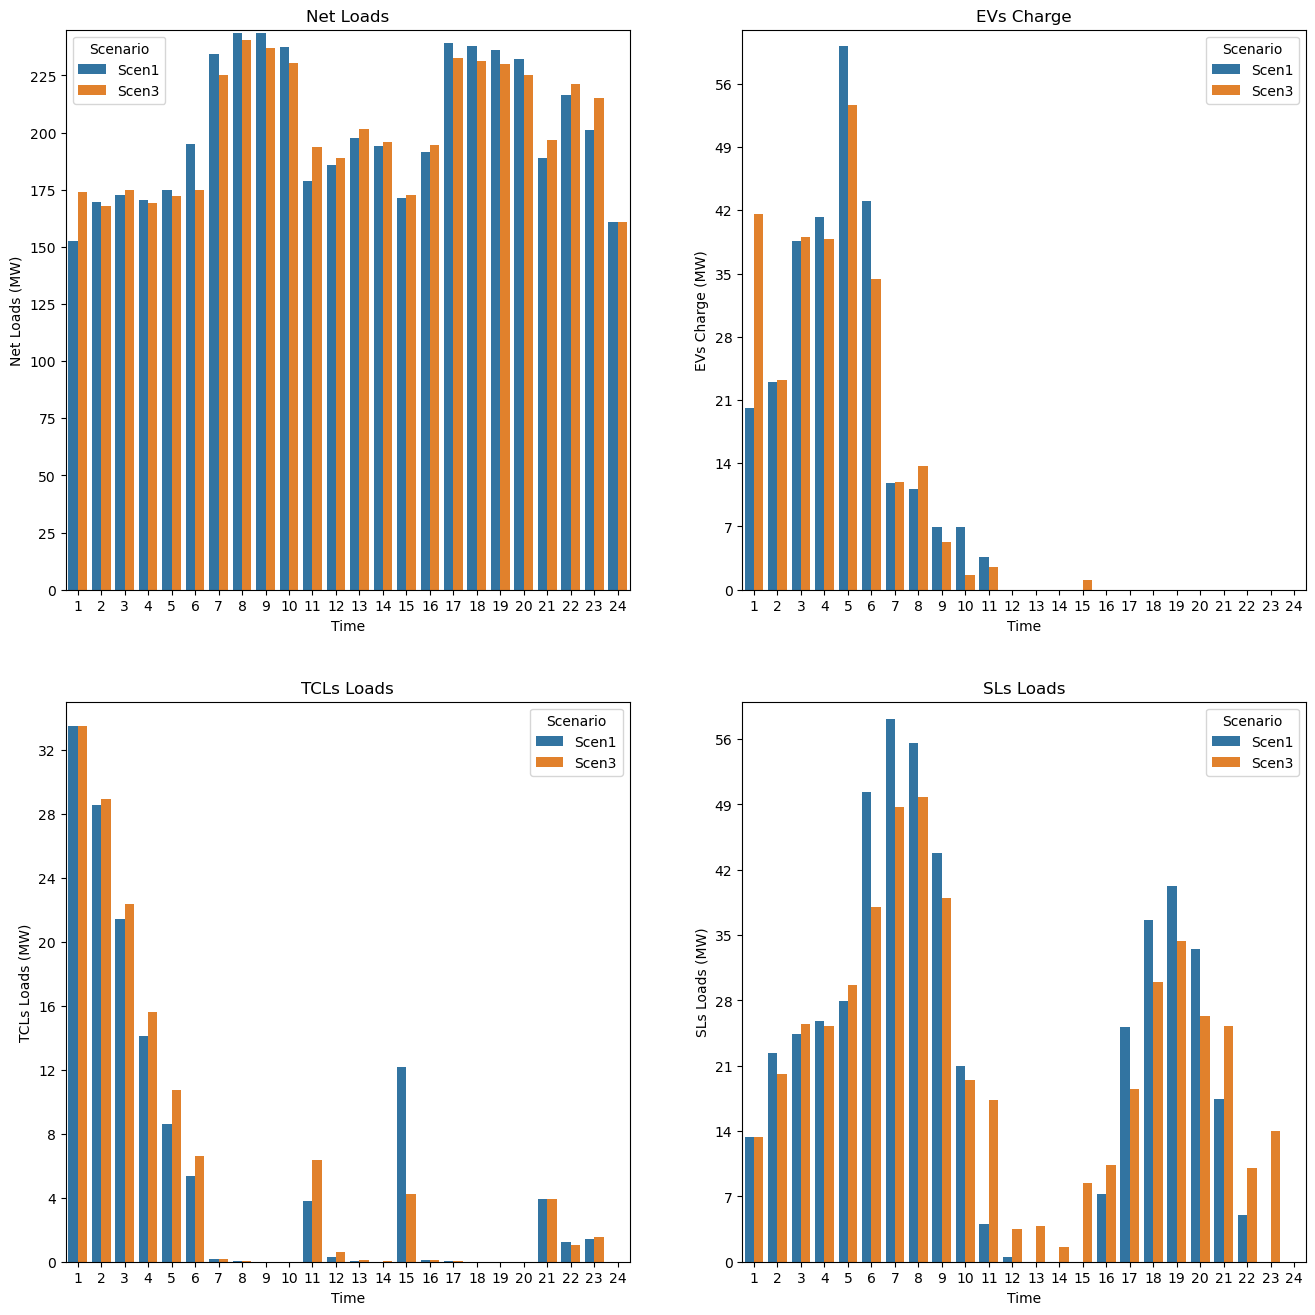 Net Loads
Net Loads (MW)
225
200
175
150
125
100
75
50
25
0
Scenario
Scen1
Scen3
1 2 3 4 5 6 7 8 9 10 11 12 13 14 15 16 17 18 19 20 21 22 23 24
Time
EVs Charge
EVs Charge (MW)
56
49
42
35
28
21
14
7
0
Scenario
Scen1
Scen3
1 2 3 4 5 6 7 8 9 10 11 12 13 14 15 16 17 18 19 20 21 22 23 24
Time
TCLs Loads
TCLs Loads (MW)
32
28
24
20
16
12
8
4
0
Scenario
Scen1
Scen3
1 2 3 4 5 6 7 8 9 10 11 12 13 14 15 16 17 18 19 20 21 22 23 24
Time
SLs Loads
SLs Loads (MW)
56
49
42
35
28
21
14
7
0
Scenario
Scen1
Scen3
1 2 3 4 5 6 7 8 9 10 11 12 13 14 15 16 17 18 19 20 21 22 23 24
Time